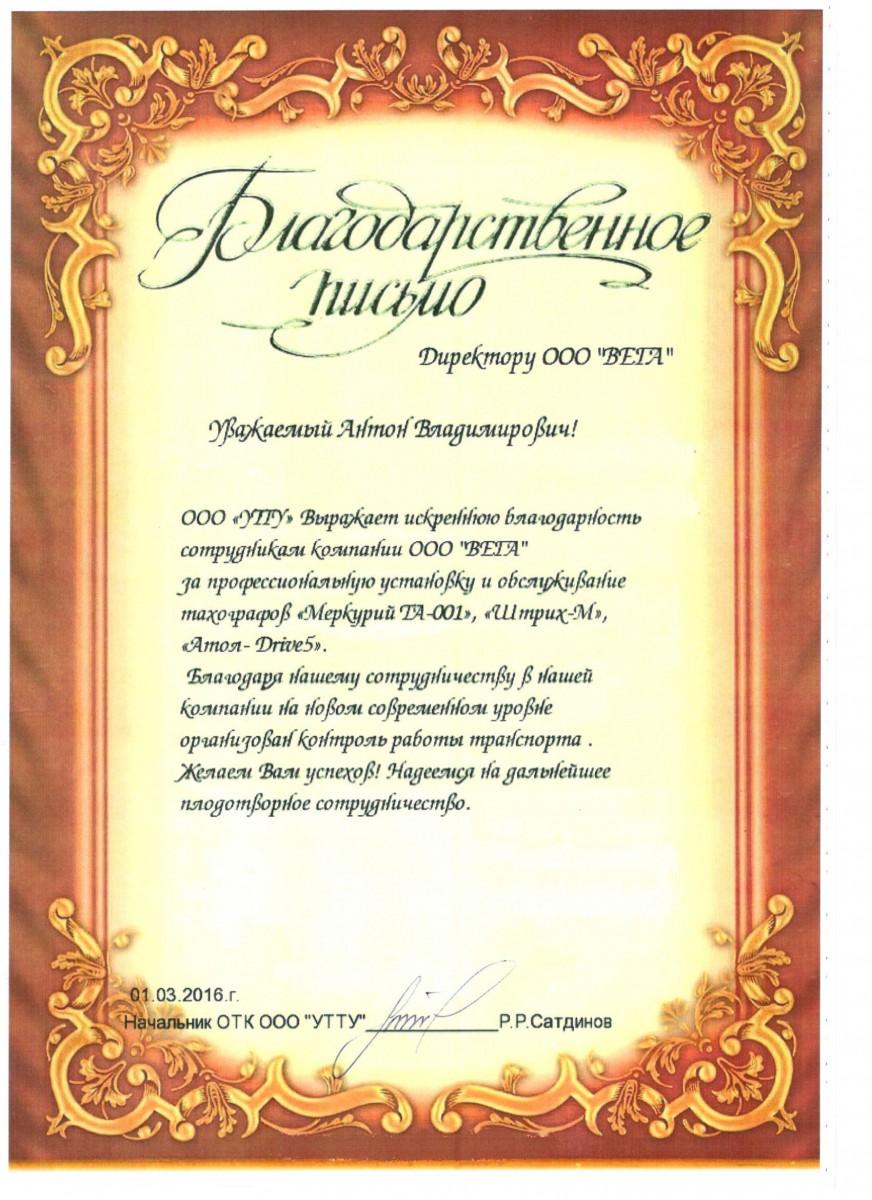 Благодарственное
письмо
Директору ООО "ВЕГА"
Уважаемый Антон Владимирович!
ООО «УТТУ» Выражает искреннюю благодарность
сотрудникам компании ООО "ВЕГА"
за профессиональную установку и обслуживание
тахографов «Меркурий ТА-001», «Штрих-М»,
«Атол- Drive5».
Благодаря нашему сотрудничеству в нашей
компании на новом современном уровне
организован контроль работы транспорта .
Желаем Вам успехов! Надеемся на дальнейшее
плодотворное сотрудничество.
01.03.2016.г.
Начальник ОТК ООО "УТТУ"____________Р.Р.Сатдинов